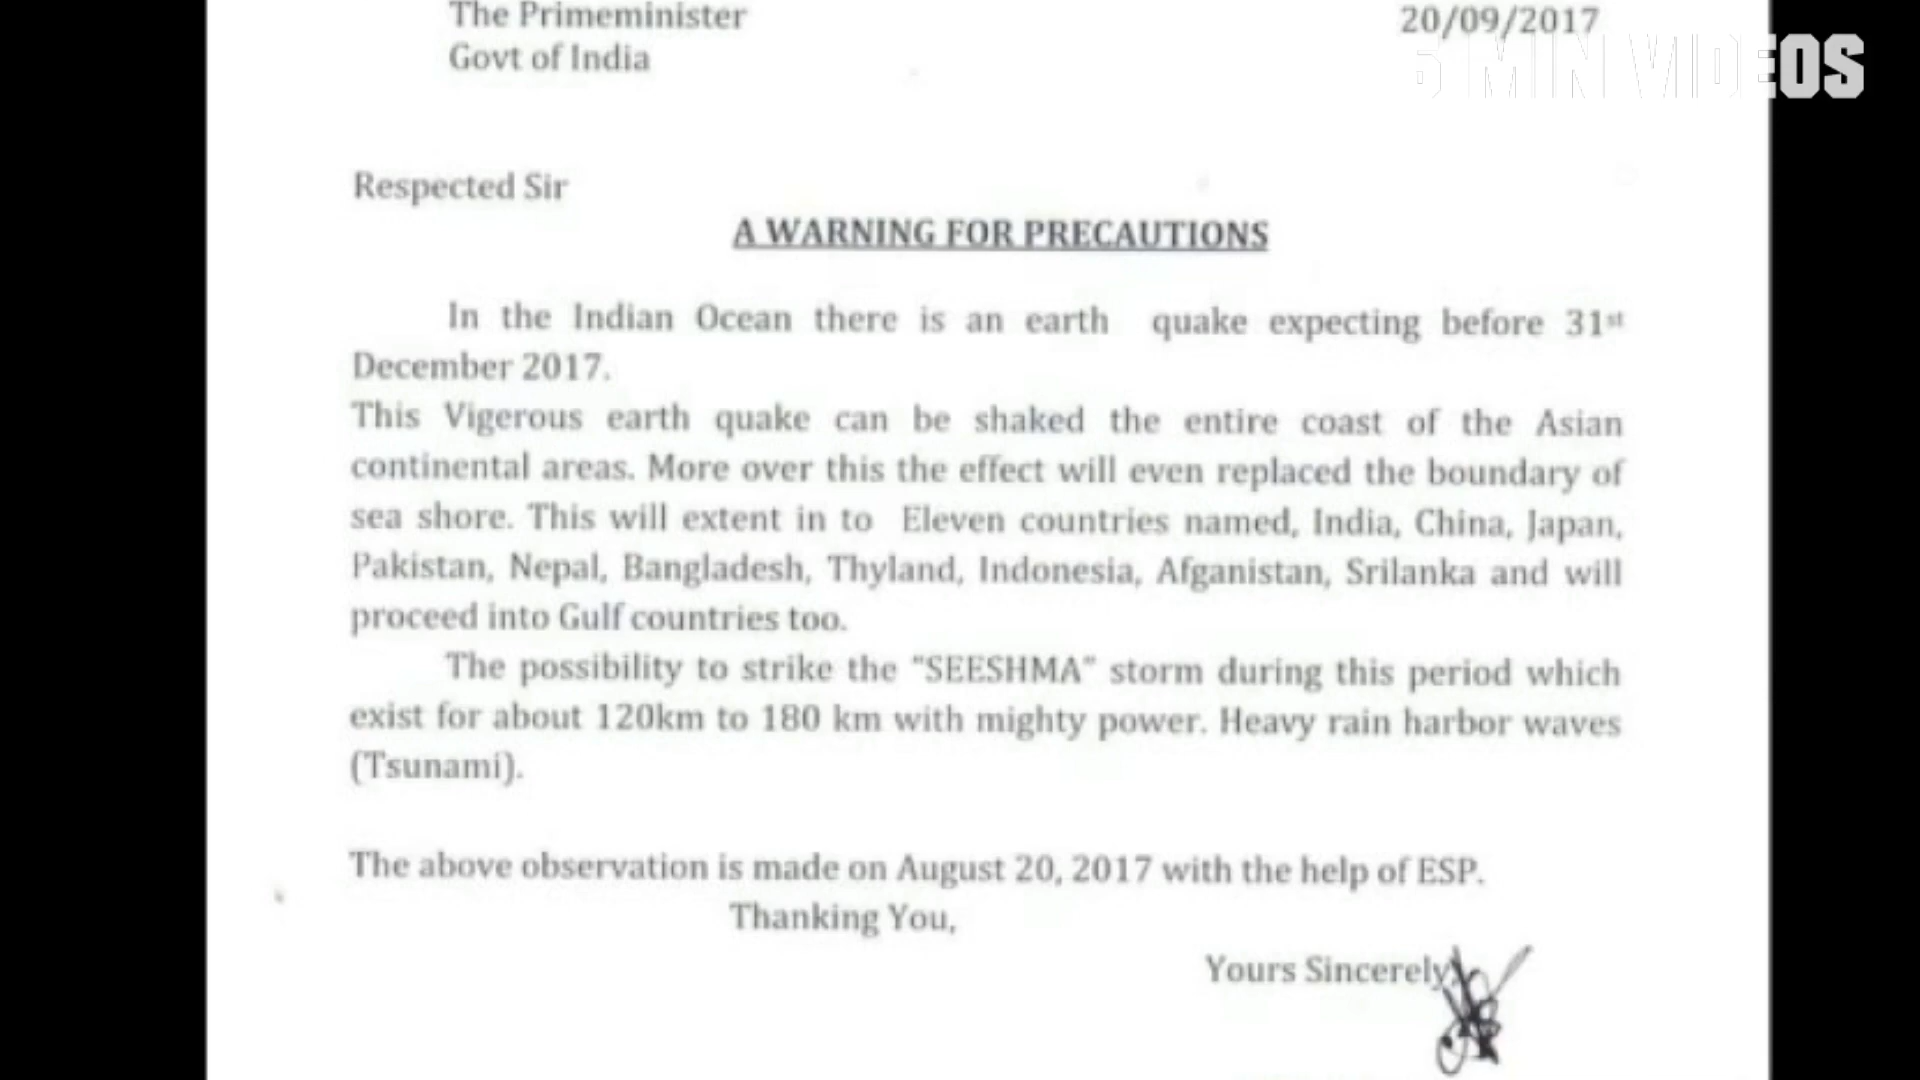 The Primeminister
20/09/2017
Govt of India
6 MIN VIDEOS
Respected Sir
A WARNING FOR PRECAUTIONS
In the Indian Ocean there is an earth quake expecting before 31st
December 2017.
This Vigerous earth quake can be shaked the entire coast of the Asian
continental areas. More over this the effect will even replaced the boundary of
sea shore. This will extent in to Eleven countries named, India, China, Japan,
Pakistan, Nepal, Bangladesh, Thyland, Indonesia, Afganistan, Srilanka and will
proceed into Gulf countries too.
The possibility to strike the "SEESHMA" storm during this period which
exist for about 120km to 180 km with mighty power. Heavy rain harbor waves
(Tsunami).
The above observation is made on August 20, 2017 with the help of ESP.
Thanking You,
Yours Sincerely